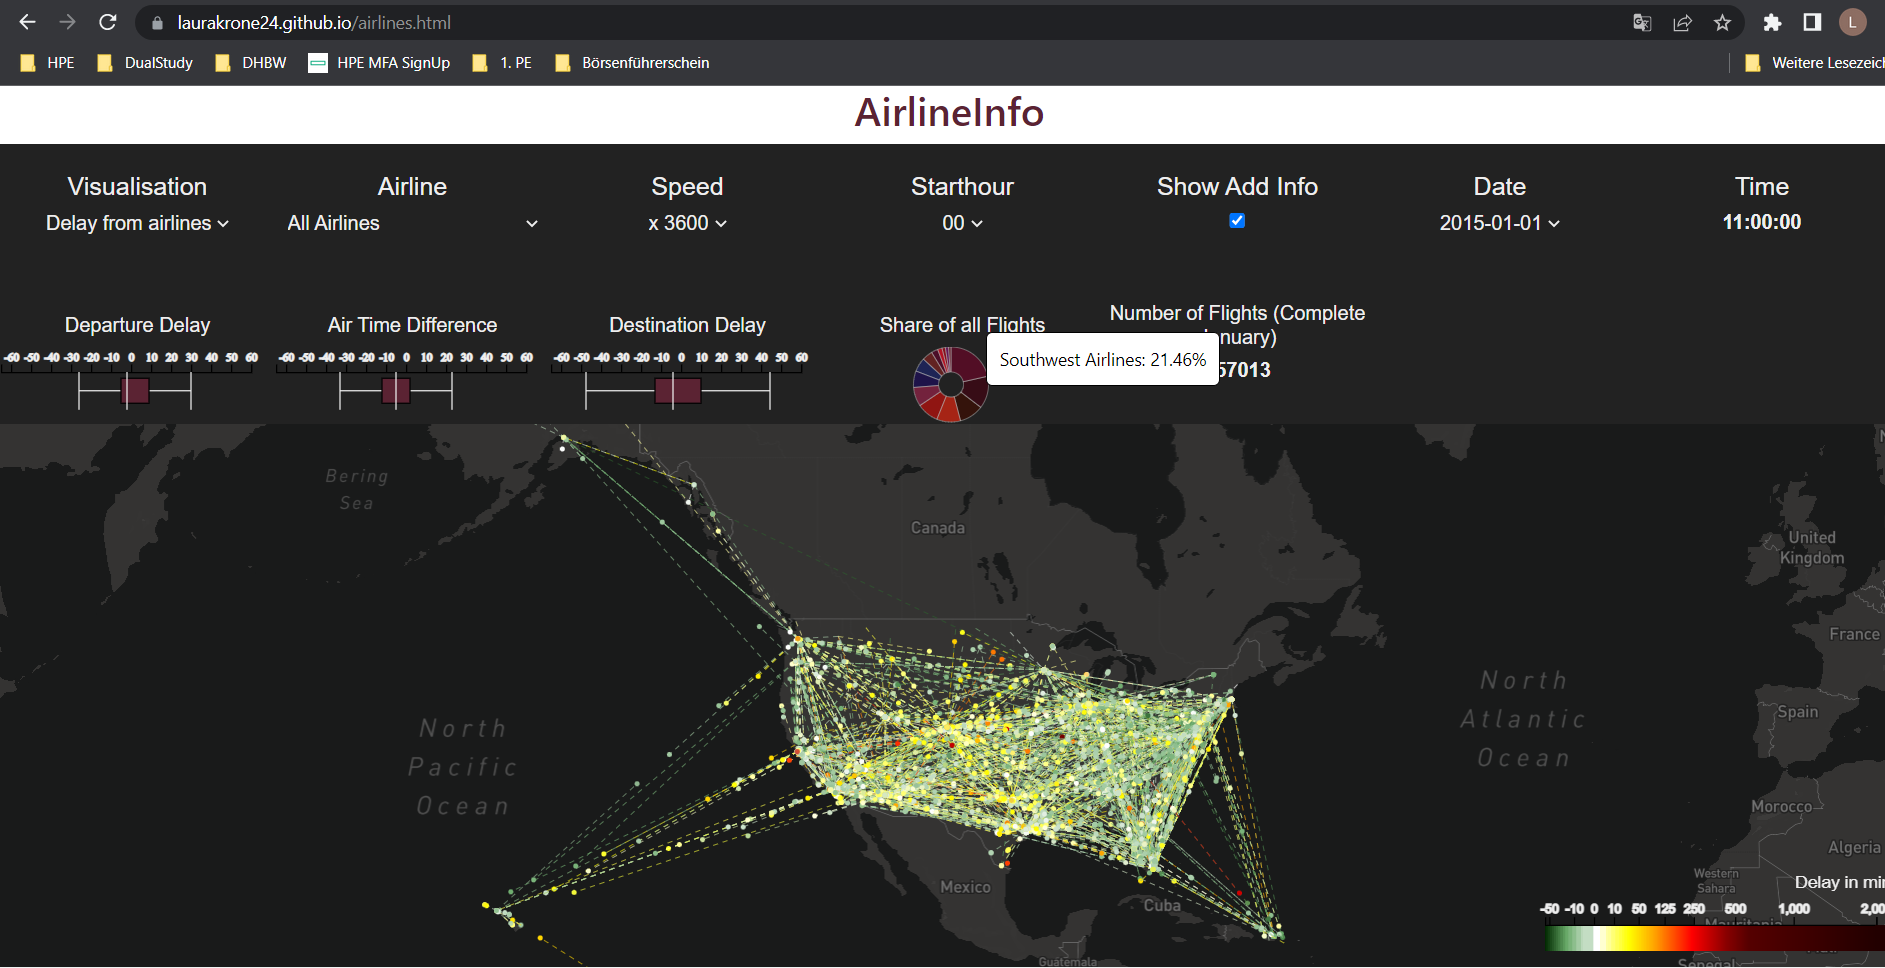 laurakrone24.github.io/airlines.html
L
HPE
DualStudy
DHBW
HPE MFA SignUp
1. PE
Börsenführerschein
Weitere Lesezeich
AirlineInfo
Visualisation
Airline
Speed
Starthour
Show Add Info
Date
Time
Delay from airlines
All Airlines
x 3600
00
2015-01-01
11:00:00
Departure Delay
Air Time Difference
Destination Delay
Share of all Flights
Number of Flights (Complete
nuary)
57013
-60 -50 -40 -30 -20 -10 0 10 20 30 40 50 60
-60 -50 -40 -30 -20 -10 0 10 20 30 40 50 60
-60 -50 -40 -30 -20 -10 0 10 20 30 40 50 60
Southwest Airlines: 21.46%
Bering
Sea
Canada
United
Kingdom
France
North
Pacific
Ocean
North
Atlantic
Ocean
Spain
Morocco
Algeria
Mexico
Cuba
Western
Sahara
Guatemala
Delay in mi
-50 -10 0 10 50 125 250 500 1,000 2,00
Mauritania
Mali
Senegal